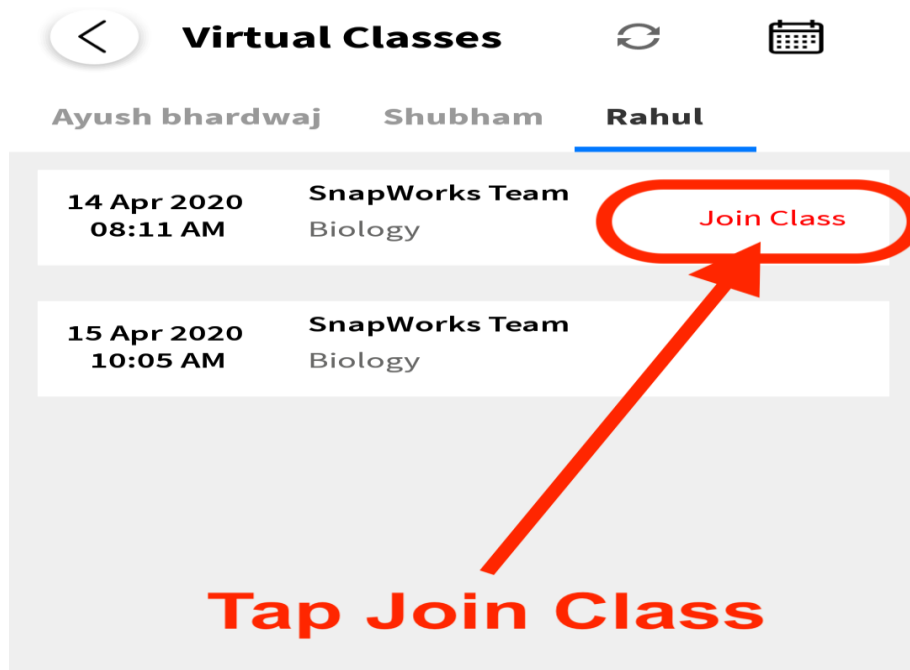 Virtual Classes
Ayush bhardwaj Shubham Rahul
14 Apr 2020
08:11 AM
SnapWorks Team
Biology
Join Class
15 Apr 2020
10:05 AM
SnapWorks Team
Biology
Tap Join Class